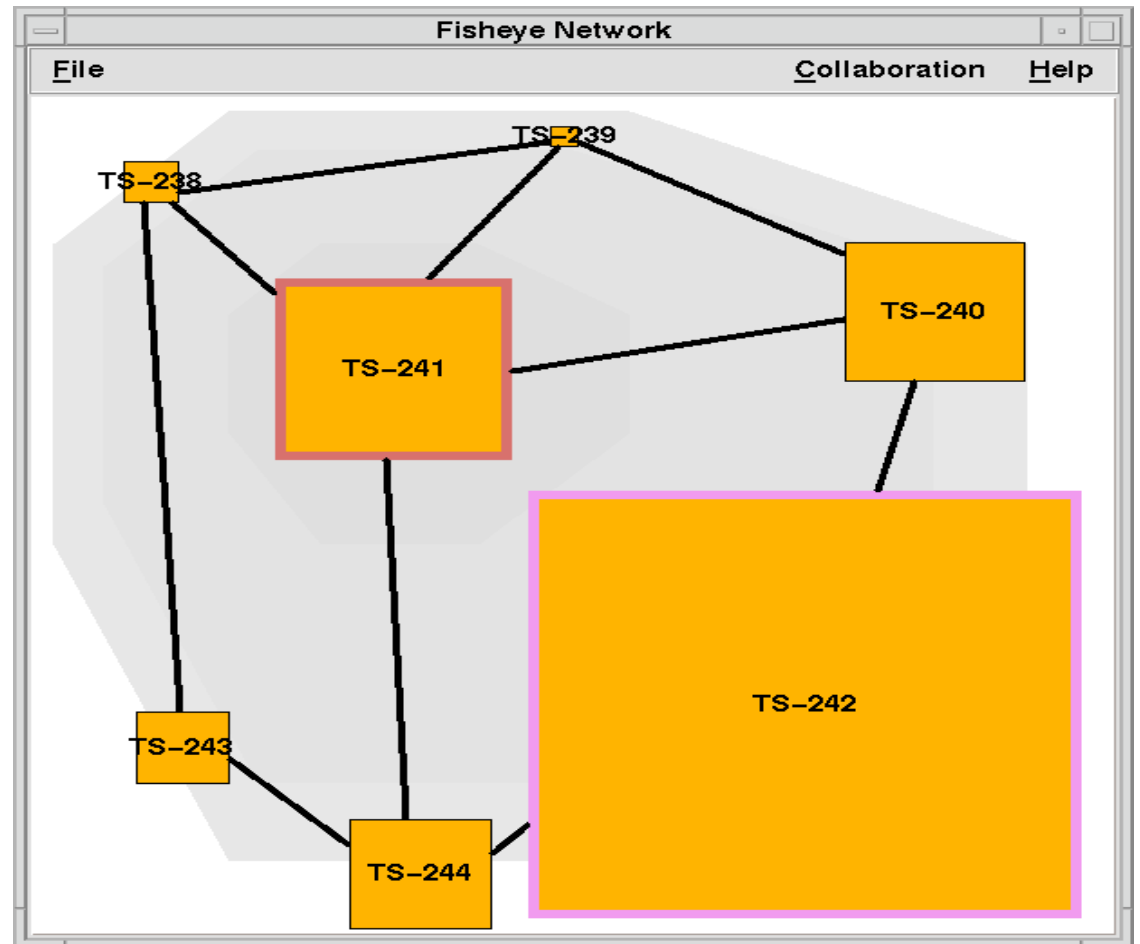 Fisheye Network
File Collaboration Help
TS-239
TS-238
TS-240
TS-241
TS-242
TS-243
TS-244